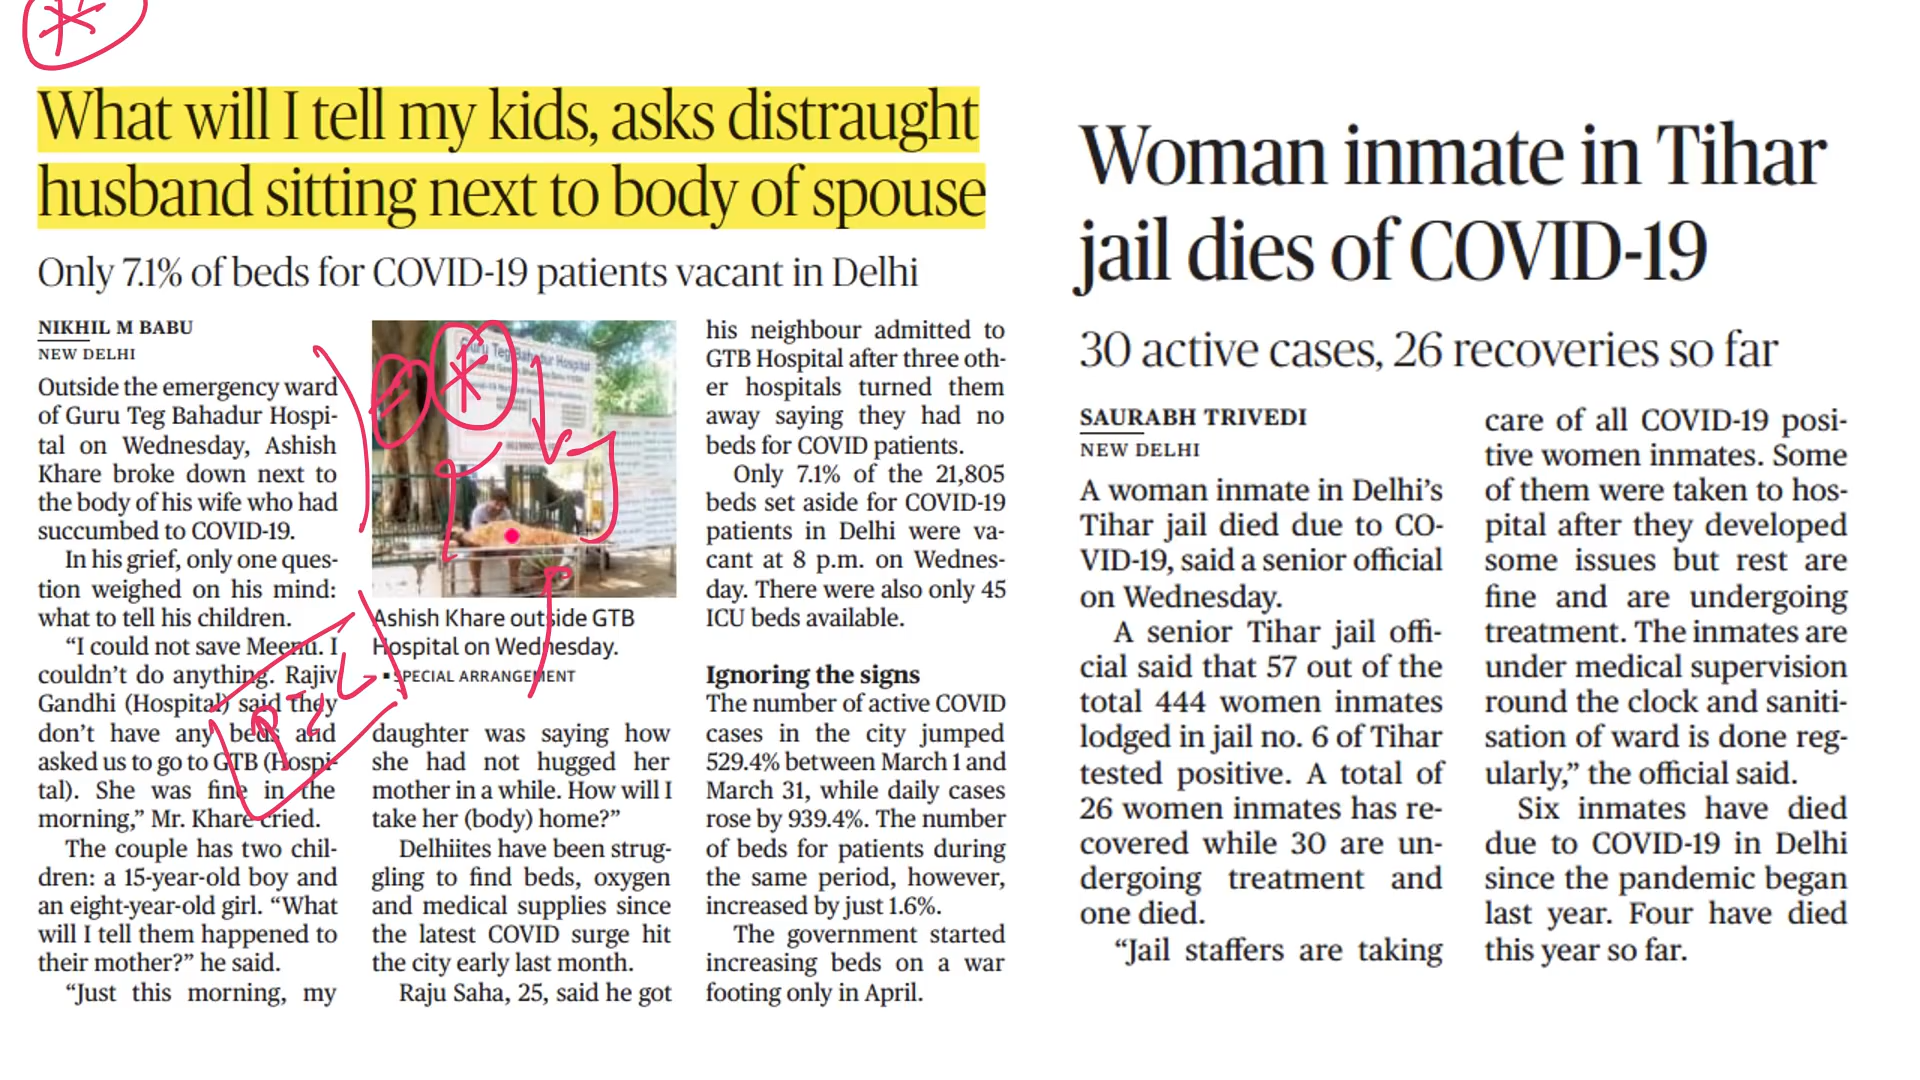 What will I tell my kids, asks distraught
husband sitting next to body of spouse
Only 7.1% of beds for COVID-19 patients vacant in Delhi
NIKHIL M BABU
NEW DELHI
Outside the emergency ward
of Guru Teg Bahadur Hospi-
tal on Wednesday, Ashish
Khare broke down next to
the body of his wife who had
succumbed to COVID-19.
In his grief, only one ques-
tion weighed on his mind:
what to tell his children.
“I could not save Meenu. I
couldn’t do anything. Rajiv
Gandhi (Hospital) said they
don’t have any beds and
asked us to go to GTB (Hospi-
tal). She was fine in the
morning,” Mr. Khare cried.
The couple has two chil-
dren: a 15-year-old boy and
an eight-year-old girl. “What
will I tell them happened to
their mother?” he said.
“Just this morning, my
Guru Teg Bahadur Hospital
Ashish Khare outside GTB
Hospital on Wednesday.
▪ SPECIAL ARRANGEMENT
daughter was saying how
she had not hugged her
mother in a while. How will I
take her (body) home?”
Delhiites have been strug-
gling to find beds, oxygen
and medical supplies since
the latest COVID surge hit
the city early last month.
Raju Saha, 25, said he got
his neighbour admitted to
GTB Hospital after three oth-
er hospitals turned them
away saying they had no
beds for COVID patients.
Only 7.1% of the 21,805
beds set aside for COVID-19
patients in Delhi were va-
cant at 8 p.m. on Wednes-
day. There were also only 45
ICU beds available.
Ignoring the signs
The number of active COVID
cases in the city jumped
529.4% between March 1 and
March 31, while daily cases
rose by 939.4%. The number
of beds for patients during
the same period, however,
increased by just 1.6%.
The government started
increasing beds on a war
footing only in April.
Woman inmate in Tihar
jail dies of COVID-19
30 active cases, 26 recoveries so far
SAURABH TRIVEDI
NEW DELHI
A woman inmate in Delhi’s
Tihar jail died due to CO-
VID-19, said a senior official
on Wednesday.
A senior Tihar jail offi-
cial said that 57 out of the
total 444 women inmates
lodged in jail no. 6 of Tihar
tested positive. A total of
26 women inmates has re-
covered while 30 are un-
dergoing treatment and
one died.
“Jail staffers are taking
care of all COVID-19 posi-
tive women inmates. Some
of them were taken to hos-
pital after they developed
some issues but rest are
fine and are undergoing
treatment. The inmates are
under medical supervision
round the clock and saniti-
sation of ward is done reg-
ularly,” the official said.
Six inmates have died
due to COVID-19 in Delhi
since the pandemic began
last year. Four have died
this year so far.